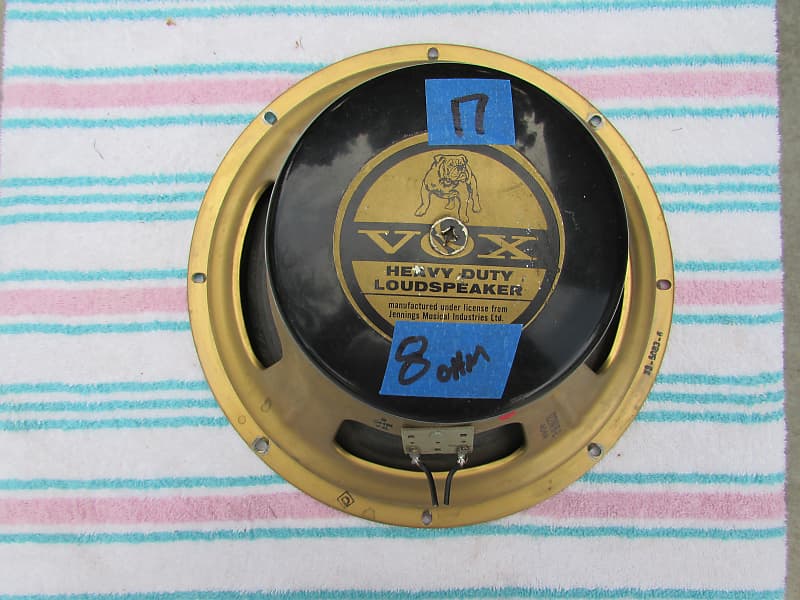 17
VOX
HEAVY DUTY
LOUDSPEAKER
manufactured under license from
Jennings Musical Industries Ltd.
8 OHM